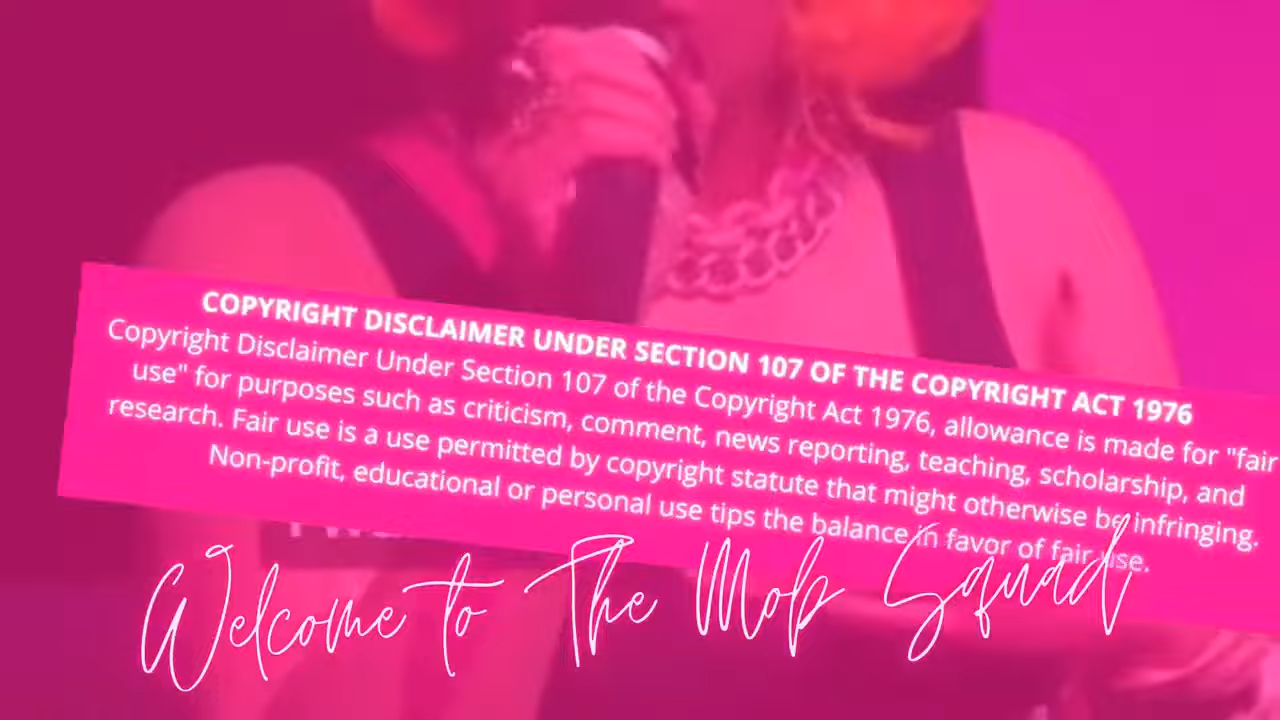 COPYRIGHT DISCLAIMER UNDER SECTION 107 OF THE COPYRIGHT ACT 1976
Copyright Disclaimer Under Section 107 of the Copyright Act 1976, allowance is made for "fair
use" for purposes such as criticism, comment, news reporting, teaching, scholarship, and
research. Fair use is a use permitted by copyright statute that might otherwise be infringing.
Non-profit, educational or personal use tips the balance in favor of fair use.
Welcome to The Mob Squad